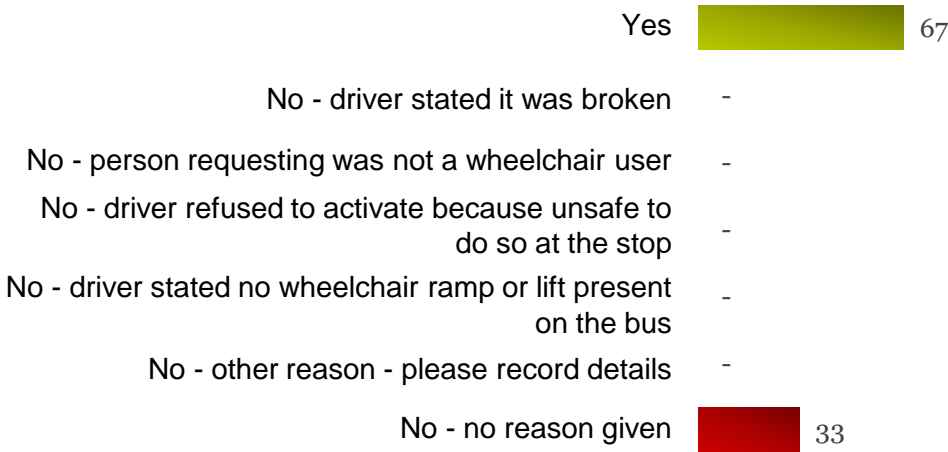 Yes 67
No - driver stated it was broken -
No - person requesting was not a wheelchair user -
No - driver refused to activate because unsafe to
do so at the stop -
No - driver stated no wheelchair ramp or lift present
on the bus -
No - other reason - please record details -
No - no reason given 33